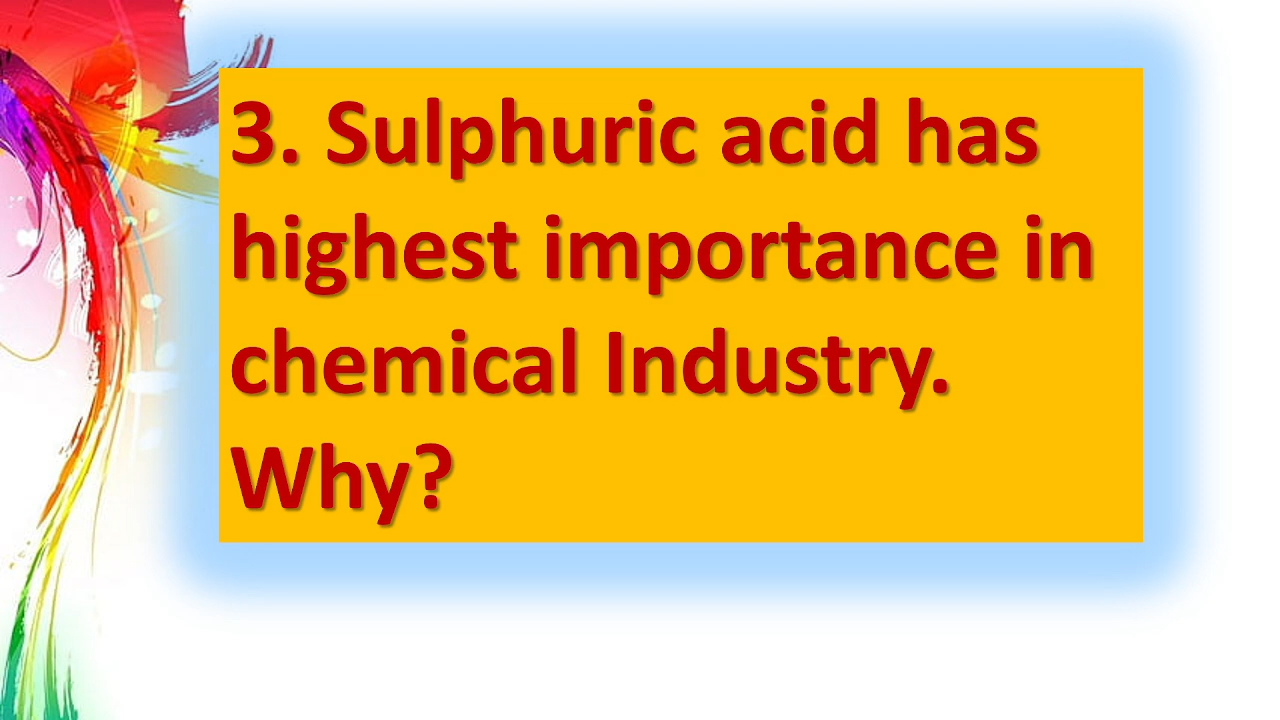 3. Sulphuric acid has
highest importance in
chemical Industry.
Why?